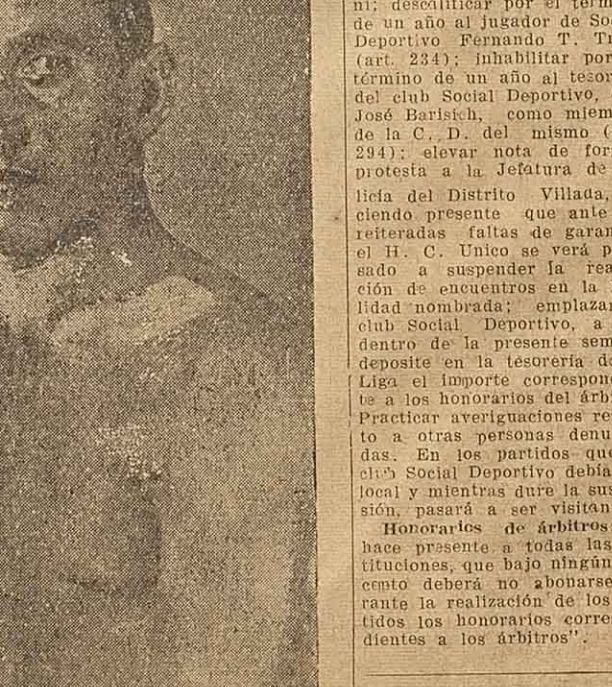 ni; descalificar por el térm
de un año al jugador de So
Deportivo Fernando T. Tr
(art. 234); inhabilitar por
término de un año al tesor
del club Social Deportivo,
José Barisich, como miem
de la C. D. del mismo (
294): elevar nota de for
protesta a la Jefatura de
licía del Distrito Villada,
ciendo presente que ante
reiteradas faltas de garan
el H. C. Unico se verá p
sado a suspender la rea
ción de encuentros en la
lidad nombrada; emplazar
club Social Deportivo, a
dentro de la presente sem
deposite en la tesorería de
Liga el importe correspon
te a los honorarios del árbi
Practicar averiguaciones re
to a otras personas denu
das. En los partidos que
club Social Deportivo debía
local y mientras dure la sus
sión, pasará a ser visitan
Honorarios de árbitros
hace presente a todas las
tituciones, que bajo ningún
cepto deberá no abonarse
rante la realización de los
tidos los honorarios corre
dientes a los árbitros".